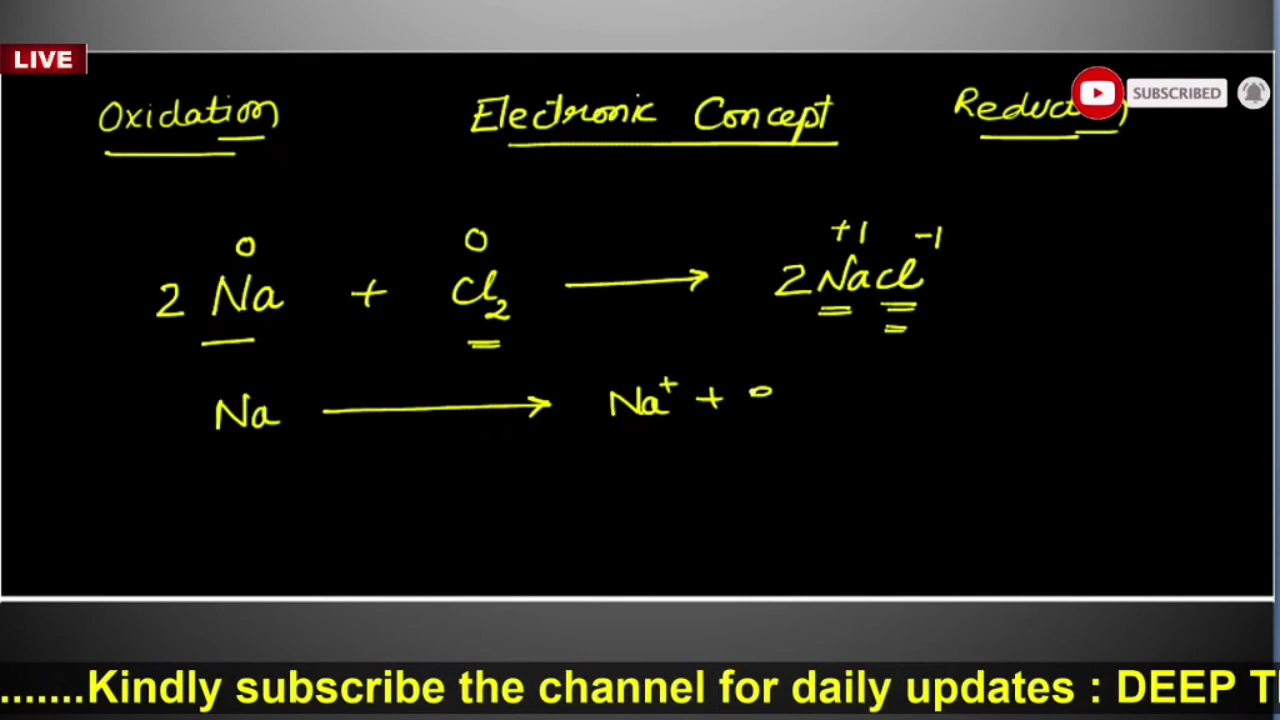 LIVE
Oxidation Electronic Concept
SUBSCRIBED
0 0 +1 -1
2 Na + Cl₂ ⟶ 2NaCl
Na ⟶ Na⁺ +
.......Kindly subscribe the channel for daily updates : DEEP